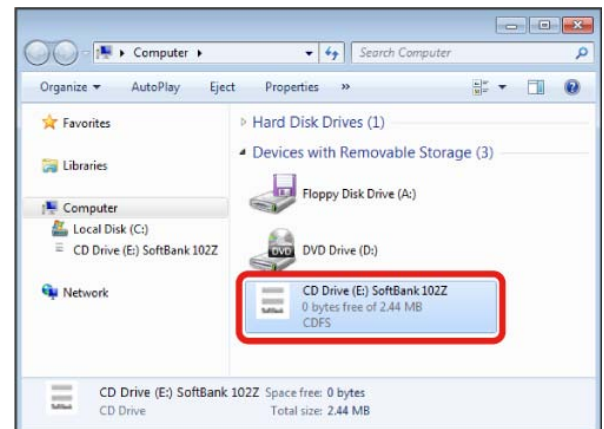 Computer
Search Computer
Organize AutoPlay Eject Properties »
Favorites
Libraries
Computer
Local Disk (C:)
CD Drive (E:) SoftBank 102Z
Network
Hard Disk Drives (1)
Devices with Removable Storage (3)
Floppy Disk Drive (A:)
DVD
DVD Drive (D:)
CD Drive (E:) SoftBank 102Z
0 bytes free of 2.44 MB
CDFS
CD Drive (E:) SoftBank 102Z Space free: 0 bytes
CD Drive Total size: 2.44 MB